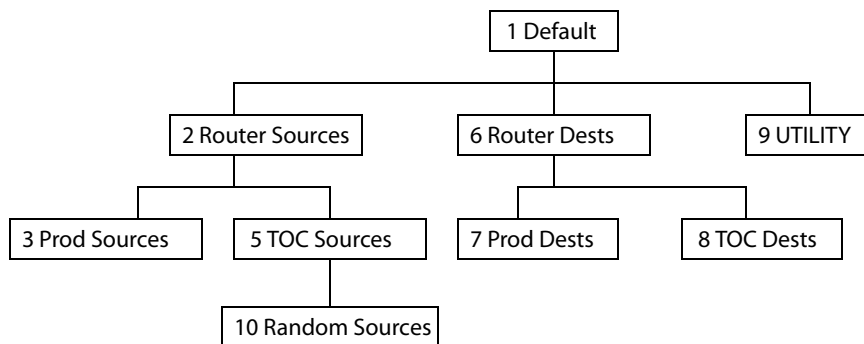 1 Default
2 Router Sources
6 Router Dests
9 UTILITY
3 Prod Sources
5 TOC Sources
7 Prod Dests
8 TOC Dests
10 Random Sources